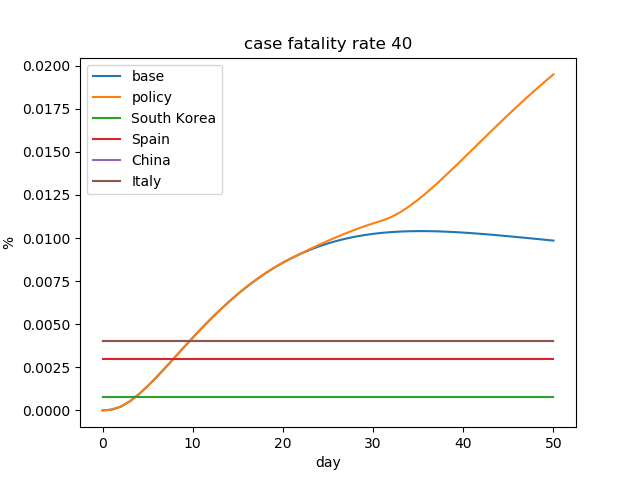 case fatality rate 40
0.0200
0.0175
0.0150
0.0125
0.0100
0.0075
0.0050
0.0025
0.0000
%
base
policy
South Korea
Spain
China
Italy
0 10 20 30 40 50
day